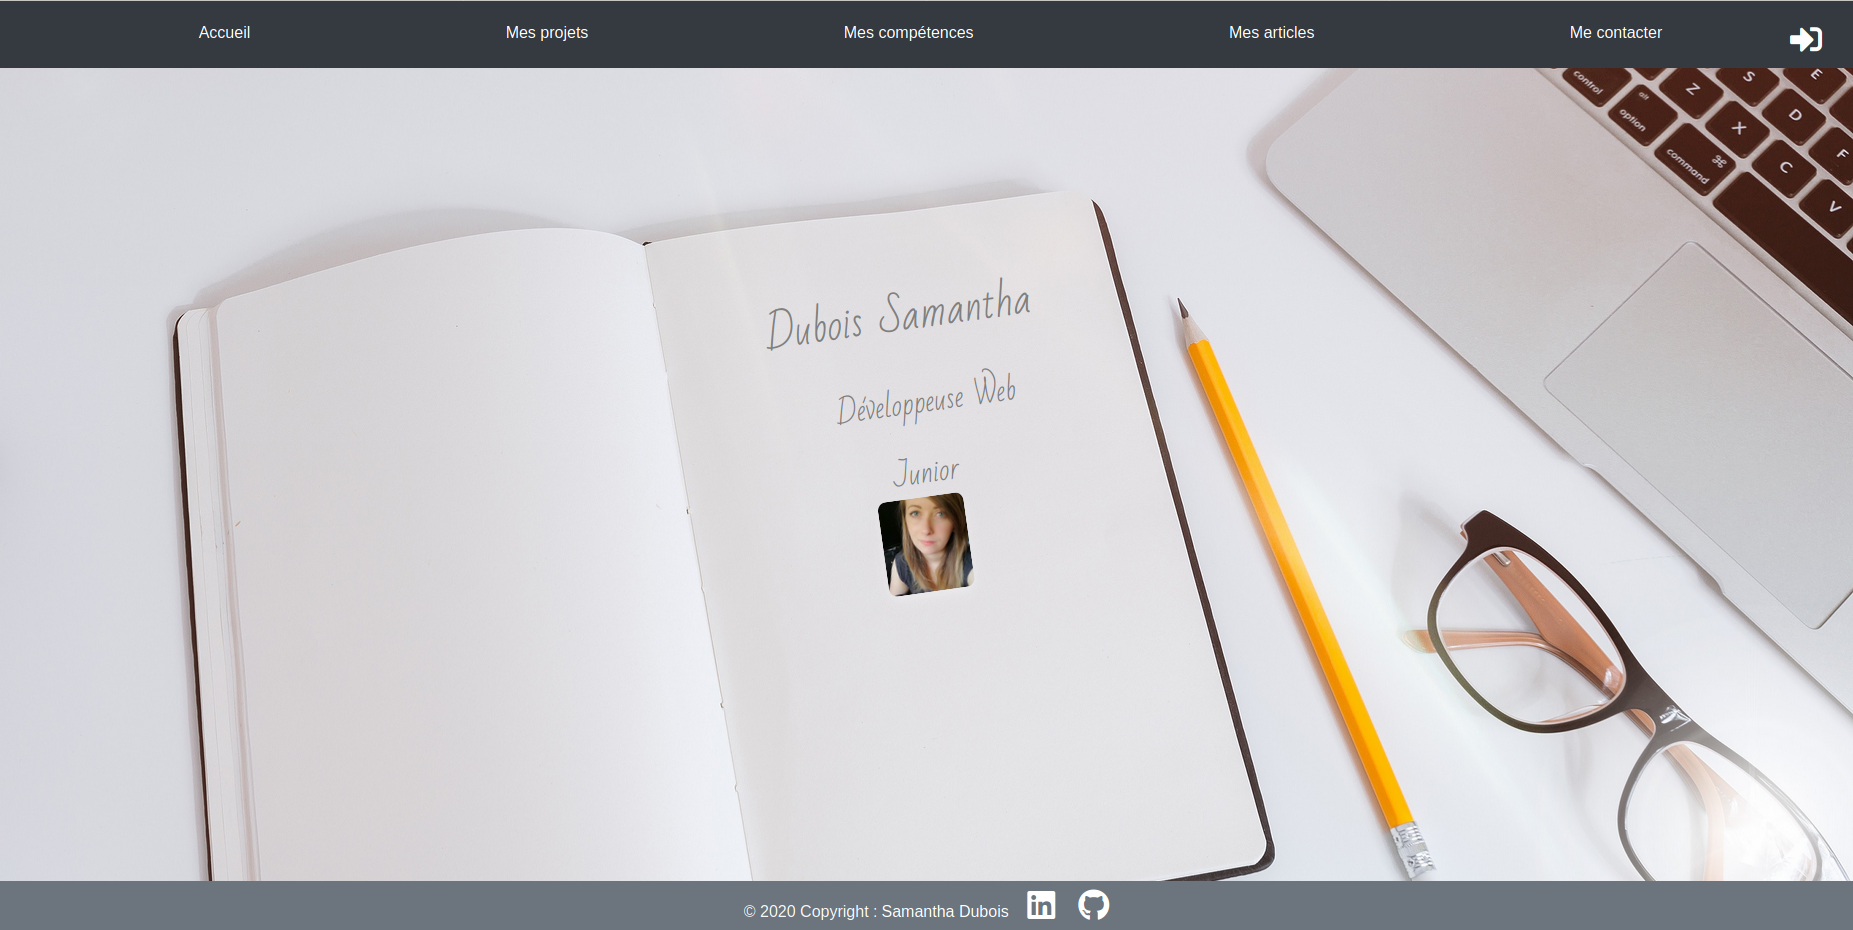 Accueil
Mes projets
Mes compétences
Mes articles
Me contacter
control
alt
option
Z
S
E
X
D
command
⌘
C
F
V
Dubois Samantha
Développeuse Web
Junior
© 2020 Copyright : Samantha Dubois
in